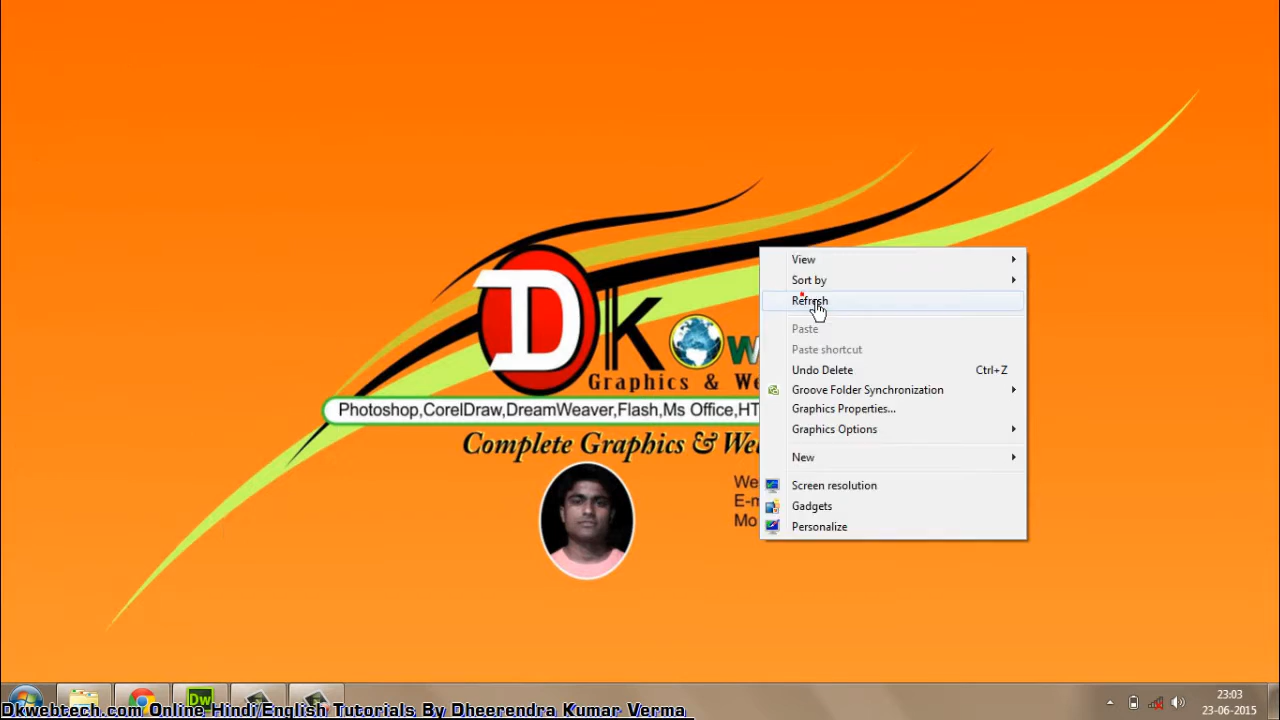 View
Sort by
Refresh
Paste
Paste shortcut
Undo Delete Ctrl+Z
Groove Folder Synchronization
Graphics Properties...
Graphics Options
New
Screen resolution
Gadgets
Personalize
DK W
Graphics & We
Photoshop,CorelDraw,DreamWeaver,Flash,Ms Office,HT
Complete Graphics & We
We
E-m
Mo
Dw
23:03
23-06-2015
Dkwebtech.com Online Hindi/English Tutorials By Dheerendra Kumar Verma